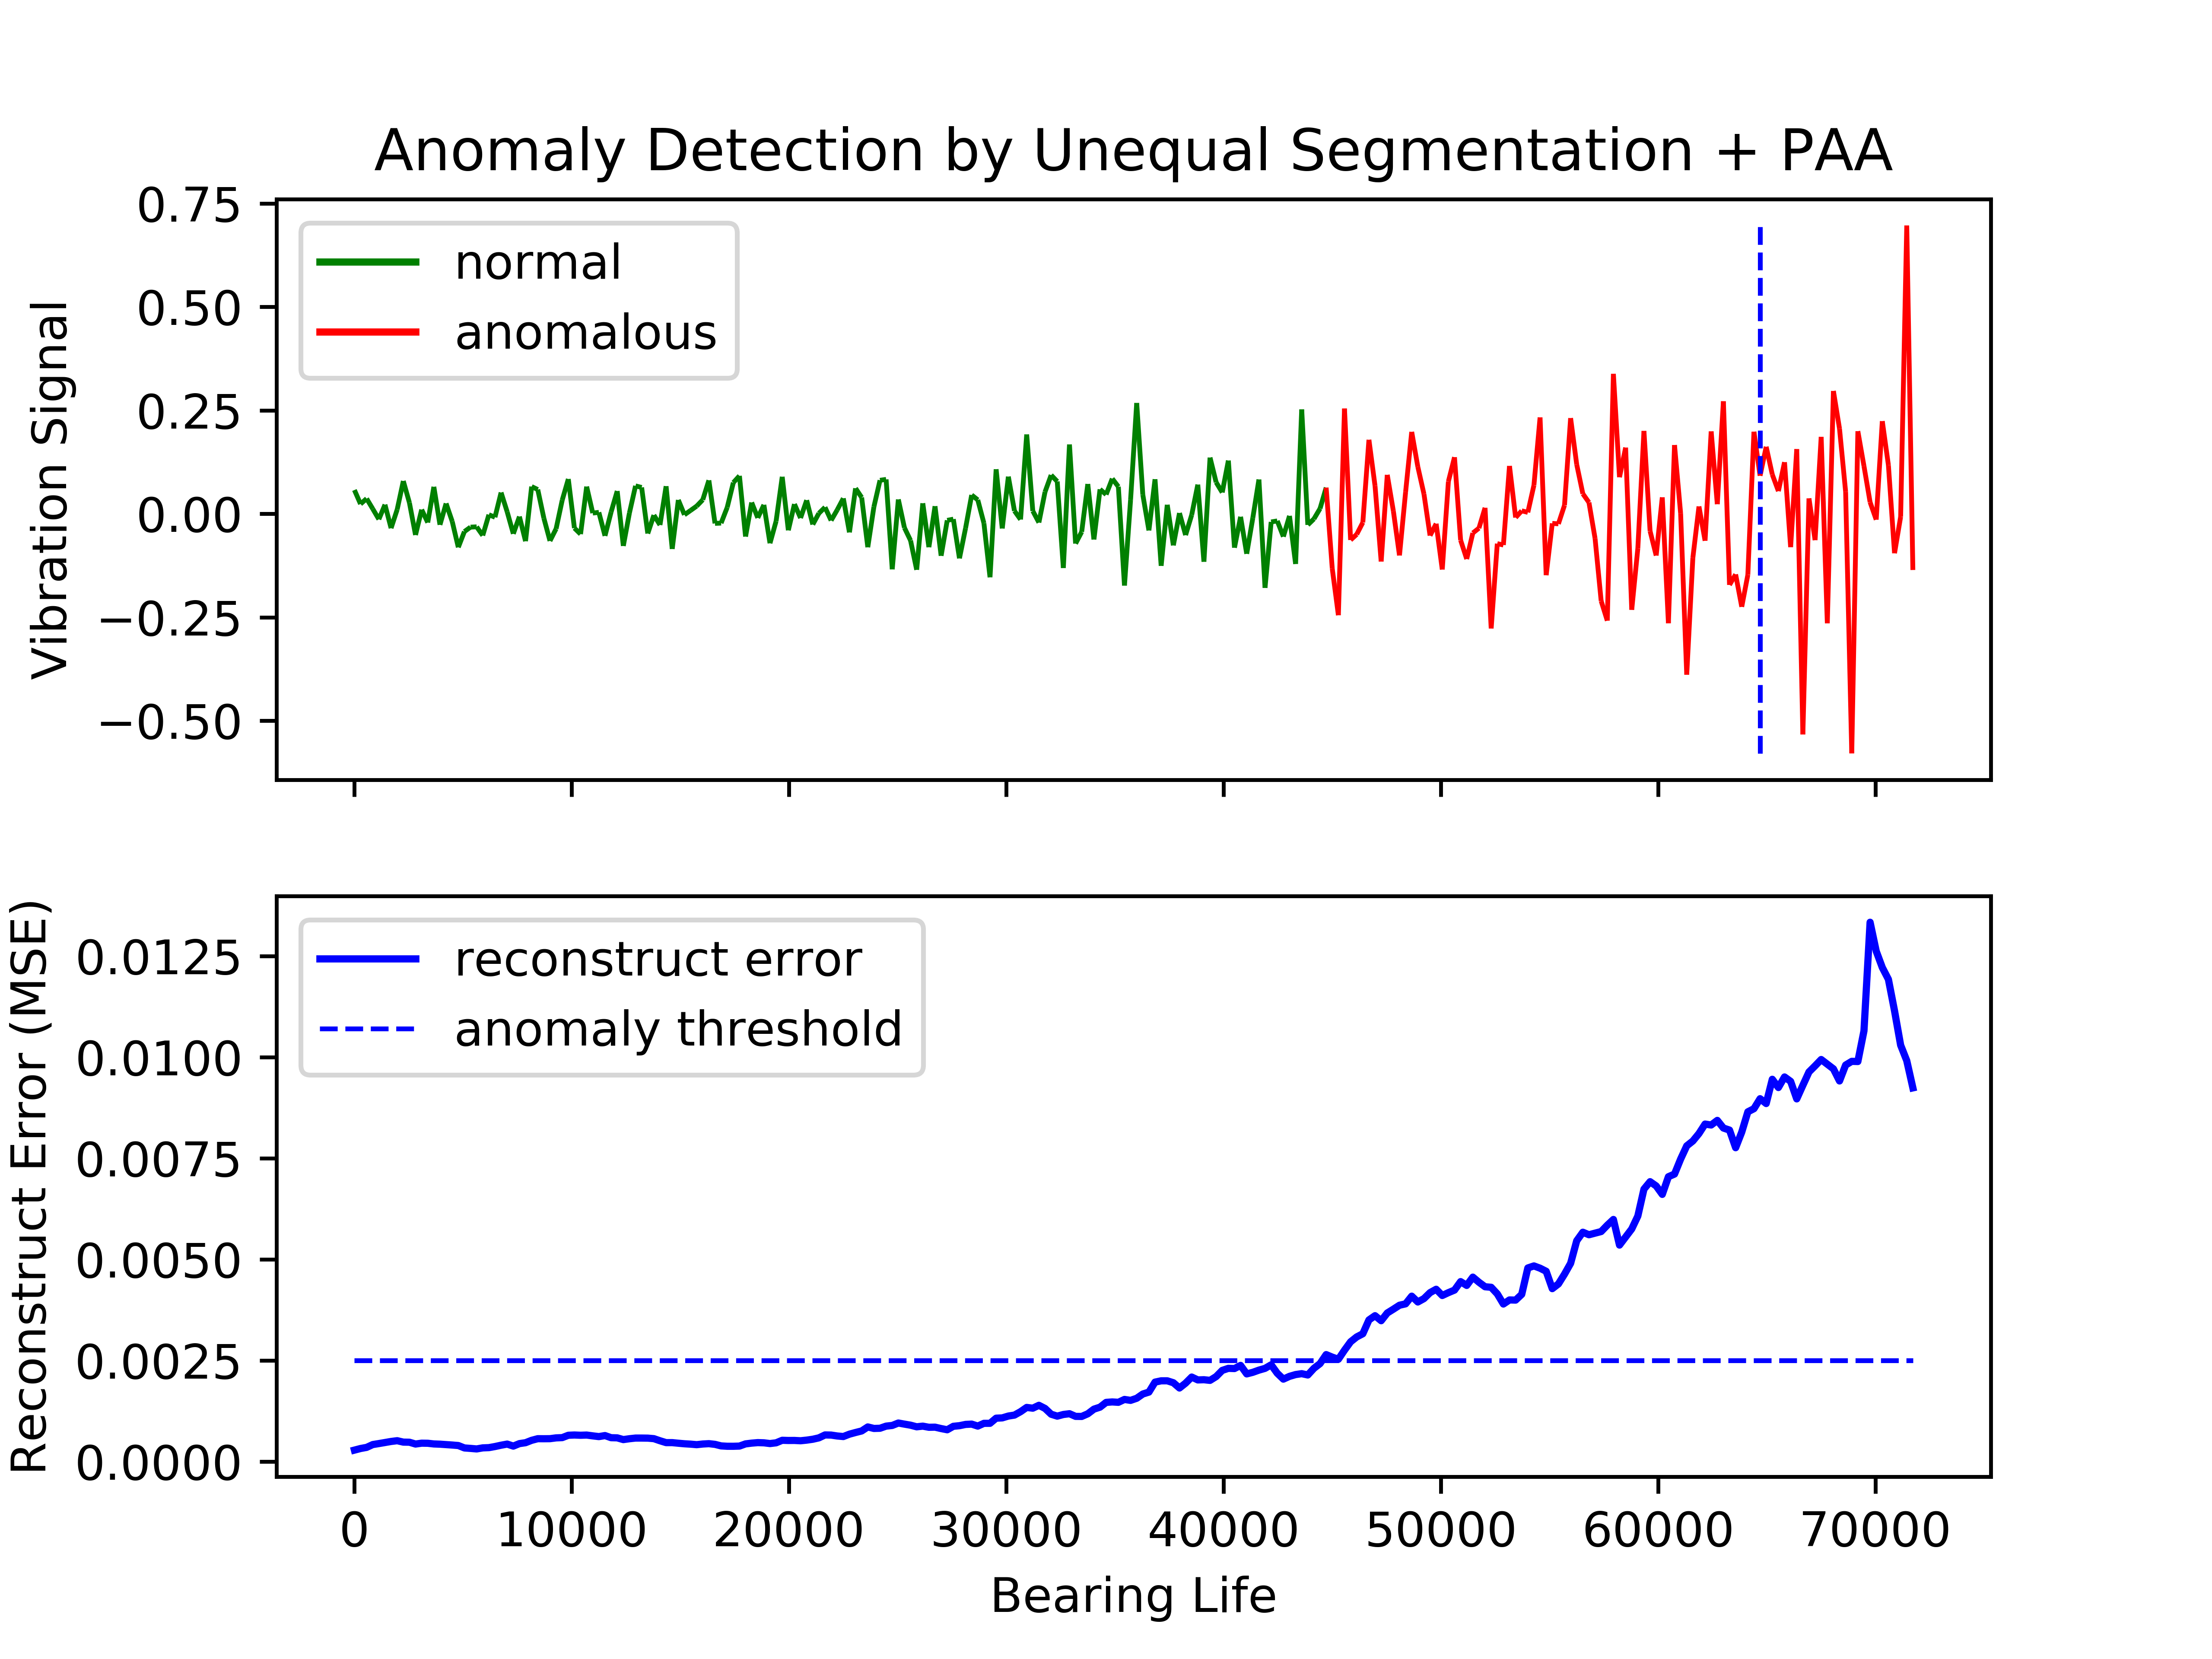 Anomaly Detection by Unequal Segmentation + PAA
Vibration Signal
0.75
0.50
0.25
0.00
−0.25
−0.50
normal
anomalous
Reconstruct Error (MSE)
0.0125
0.0100
0.0075
0.0050
0.0025
0.0000
reconstruct error
anomaly threshold
0 10000 20000 30000 40000 50000 60000 70000
Bearing Life